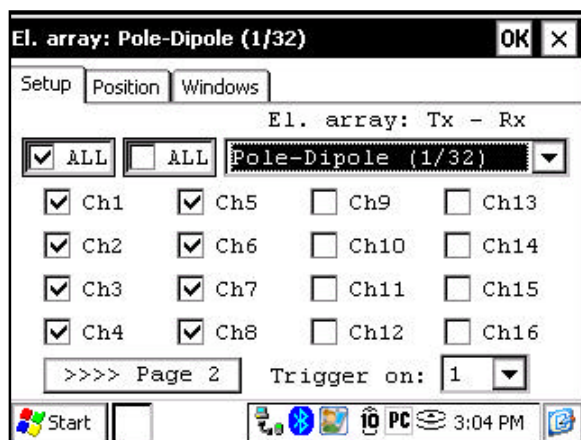 El. array: Pole-Dipole (1/32) OK ×
Setup Position Windows
El. array: Tx - Rx
ALL ALL Pole-Dipole (1/32)
Ch1 Ch5 Ch9 Ch13
Ch2 Ch6 Ch10 Ch14
Ch3 Ch7 Ch11 Ch15
Ch4 Ch8 Ch12 Ch16
>>>> Page 2 Trigger on: 1
Start PC 3:04 PM